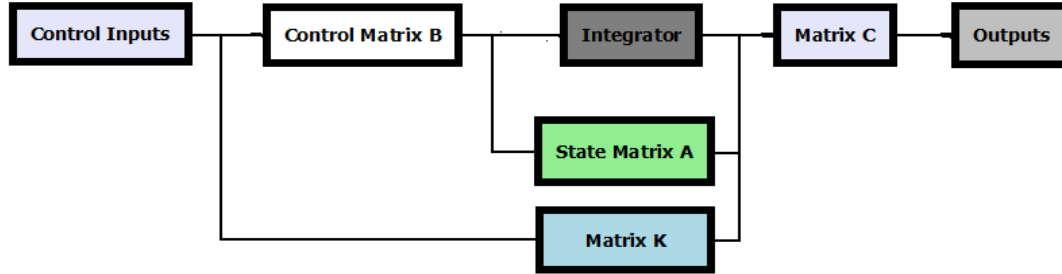 Control Inputs
Control Matrix B
Integrator
Matrix C
Outputs
State Matrix A
Matrix K